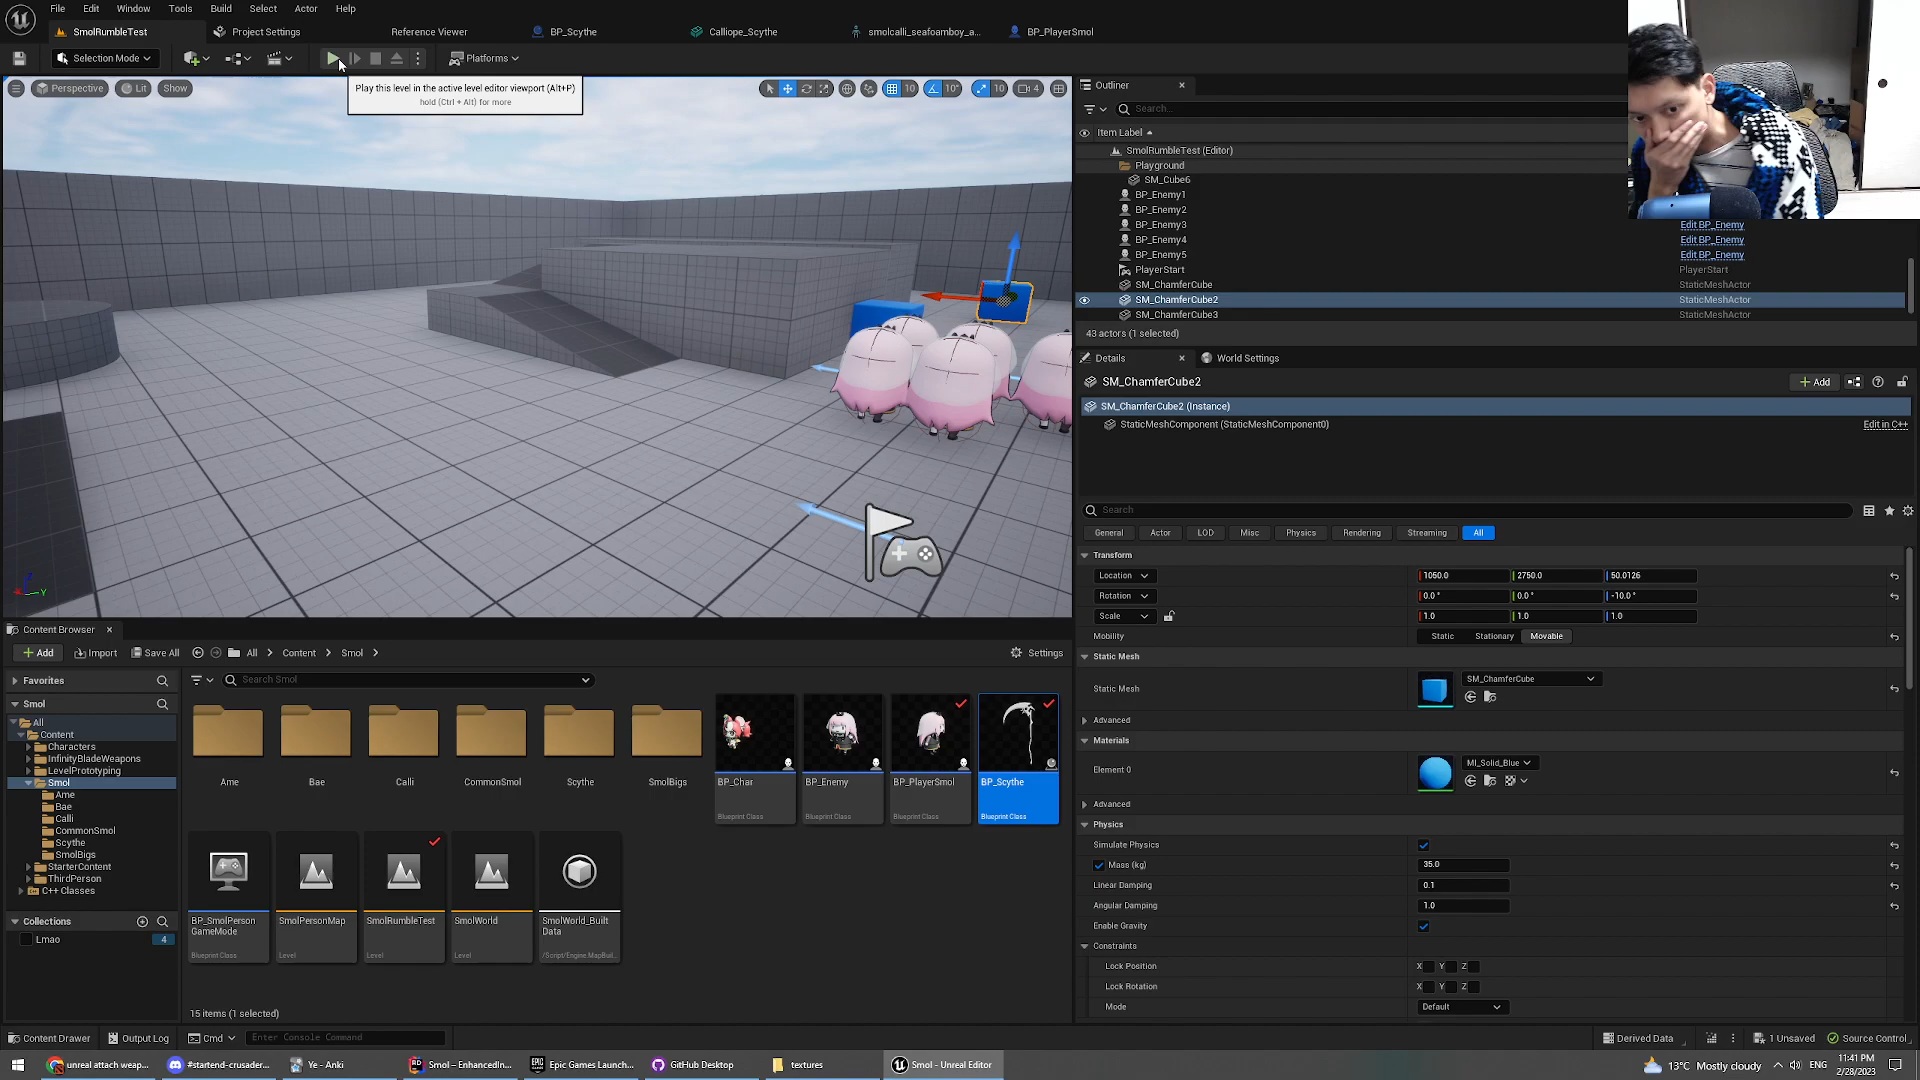 File Edit Window Tools Build Select Actor Help
SmolRumbleTest Project Settings Reference Viewer BP_Scythe Calliope_Scythe smolcalli_seafoamboy_a... BP_PlayerSmol
Selection Mode Platforms
Play this level in the active level editor viewport (Alt+P)
hold (Ctrl + Alt) for more
Perspective Lit Show 10 10° 10 4
Outliner
Search...
Item Label
SmolRumbleTest (Editor)
Playground
SM_Cube6
BP_Enemy1
BP_Enemy2
BP_Enemy3 Edit BP_Enemy
BP_Enemy4 Edit BP_Enemy
BP_Enemy5 Edit BP_Enemy
PlayerStart PlayerStart
SM_ChamferCube StaticMeshActor
SM_ChamferCube2 StaticMeshActor
SM_ChamferCube3 StaticMeshActor
43 actors (1 selected)
Details World Settings
SM_ChamferCube2
Add
SM_ChamferCube2 (Instance)
StaticMeshComponent (StaticMeshComponent0) Edit in C++
Search
General Actor LOD Misc Physics Rendering Streaming All
Transform
Location 1050.0 2750.0 50.0126
Rotation 0.0 ° 0.0 ° -10.0 °
Scale 1.0 1.0 1.0
Mobility Static Stationary Movable
Static Mesh
Static Mesh SM_ChamferCube
Advanced
Materials
Element 0 MI_Solid_Blue
Advanced
Physics
Simulate Physics
Mass (kg) 35.0
Linear Damping 0.1
Angular Damping 1.0
Enable Gravity
Constraints
Lock Position X Y Z
Lock Rotation X Y Z
Mode Default
Content Browser
Add Import Save All All Content Smol Settings
Favorites
Search Smol
Smol
All
Content
Characters
InfinityBladeWeapons
LevelPrototyping
Smol
Ame
Bae
Calli
CommonSmol
Scythe
SmolBigs
StarterContent
ThirdPerson
C++ Classes
Collections
Lmao 4
Ame Bae Calli CommonSmol Scythe SmolBigs BP_Char BP_Enemy BP_PlayerSmol BP_Scythe
Blueprint Class Blueprint Class Blueprint Class Blueprint Class
BP_SmolPerson GameMode SmolPersonMap SmolRumbleTest SmolWorld SmolWorld_Built Data
Blueprint Class Level Level Level /Script/Engine.MapBuil...
15 items (1 selected)
Content Drawer Output Log Cmd Enter Console Command Derived Data 1 Unsaved Source Control
unreal attach weap... #startend-crusader... Ye - Anki Smol – EnhancedIn... Epic Games Launch... GitHub Desktop textures Smol - Unreal Editor 13°C Mostly cloudy ENG
11:41 PM
2/28/2023